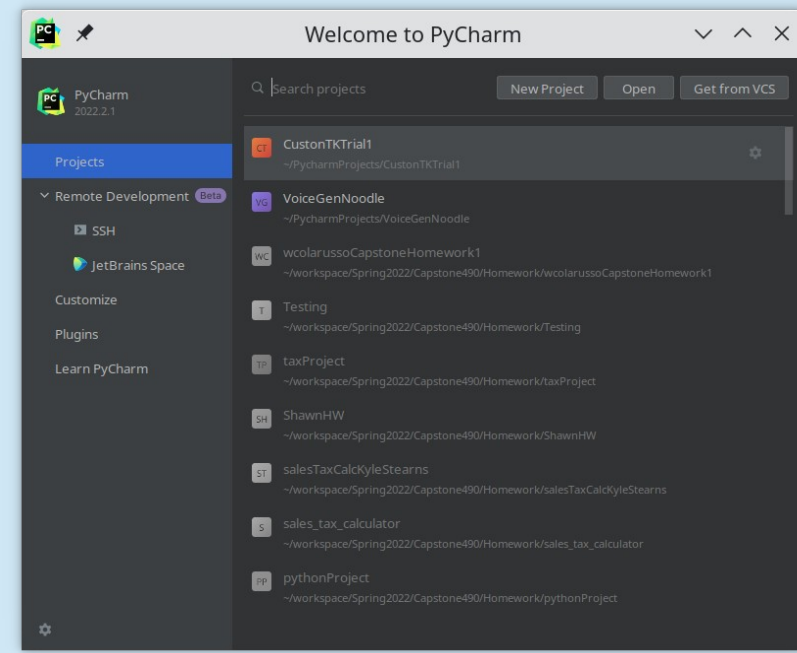 PC
Welcome to PyCharm
PC
PyCharm
2022.2.1
Projects
Remote Development Beta
SSH
JetBrains Space
Customize
Plugins
Learn PyCharm
Search projects
New Project
Open
Get from VCS
CT
CustonTKTrial1
~/PycharmProjects/CustonTKTrial1
VG
VoiceGenNoodle
~/PycharmProjects/VoiceGenNoodle
WC
wcolarussoCapstoneHomework1
~/workspace/Spring2022/Capstone490/Homework/wcolarussoCapstoneHomework1
T
Testing
~/workspace/Spring2022/Capstone490/Homework/Testing
TP
taxProject
~/workspace/Spring2022/Capstone490/Homework/taxProject
SH
ShawnHW
~/workspace/Spring2022/Capstone490/Homework/ShawnHW
ST
salesTaxCalcKyleStearns
~/workspace/Spring2022/Capstone490/Homework/salesTaxCalcKyleStearns
S
sales_tax_calculator
~/workspace/Spring2022/Capstone490/Homework/sales_tax_calculator
PP
pythonProject
~/workspace/Spring2022/Capstone490/Homework/pythonProject